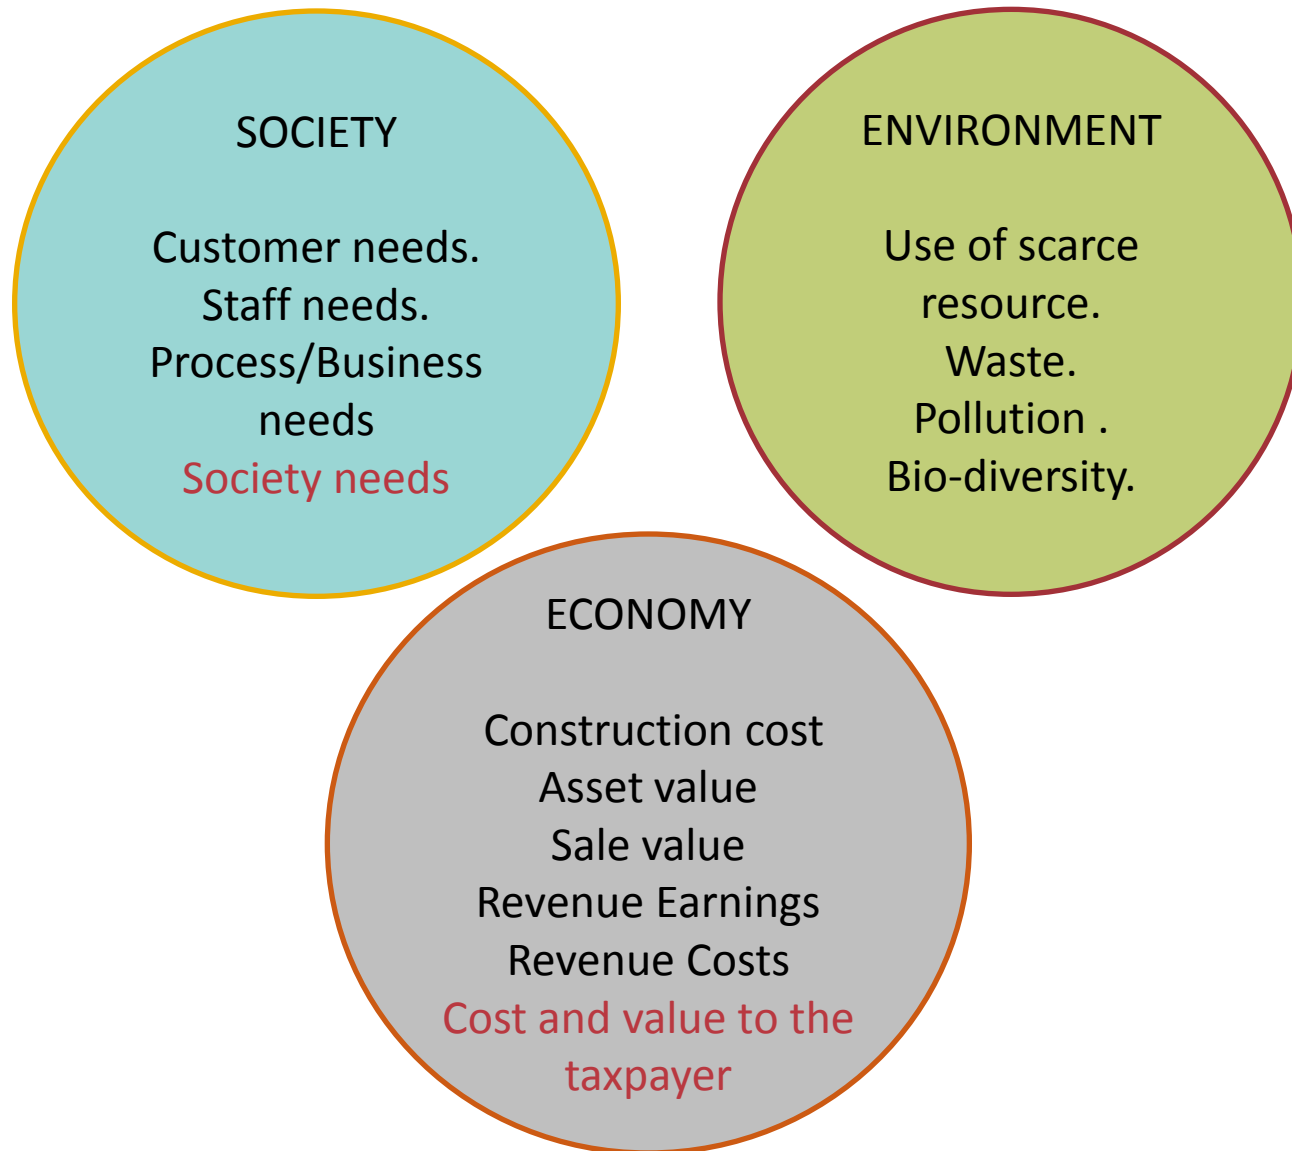 SOCIETY
Customer needs.
Staff needs.
Process/Business
needs
Society needs
ENVIRONMENT
Use of scarce
resource.
Waste.
Pollution .
Bio-diversity.
ECONOMY
Construction cost
Asset value
Sale value
Revenue Earnings
Revenue Costs
Cost and value to the
taxpayer